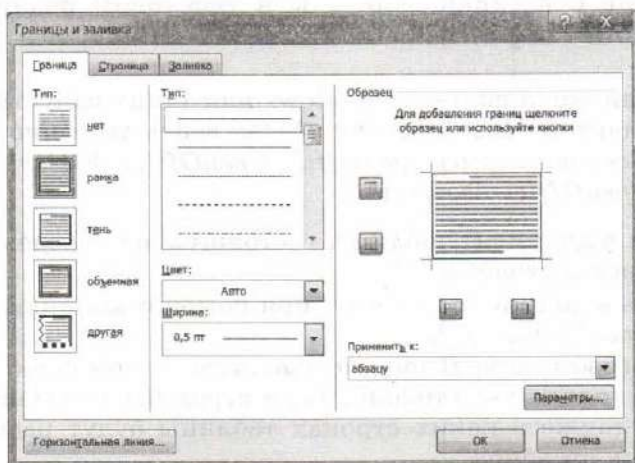 Границы и заливка
Граница Страница Заливка
Тип:
нет
рамка
тень
объемная
другая
Тип:
Цвет:
Авто
Ширина:
0,5 пт
Образец
Для добавления границ щелкните
образец или используйте кнопки
Применить к:
абзацу
Параметры...
Горизонтальная линия...
ОК Отмена